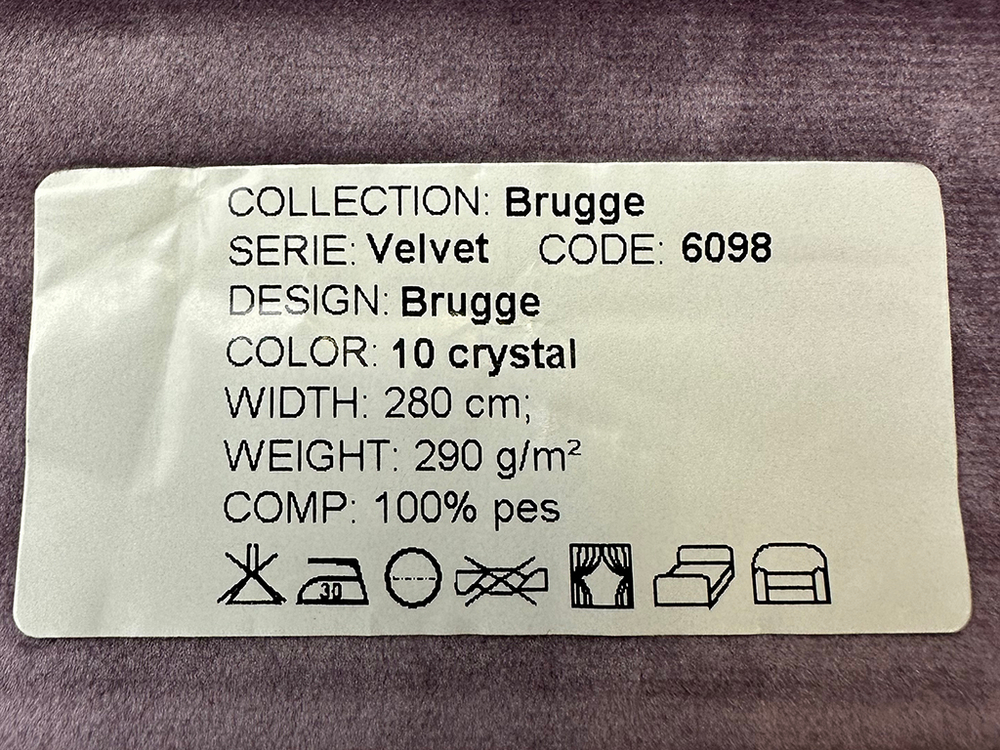 COLLECTION: Brugge
SERIE: Velvet CODE: 6098
DESIGN: Brugge
COLOR: 10 crystal
WIDTH: 280 cm;
WEIGHT: 290 g/m²
COMP: 100% pes
30